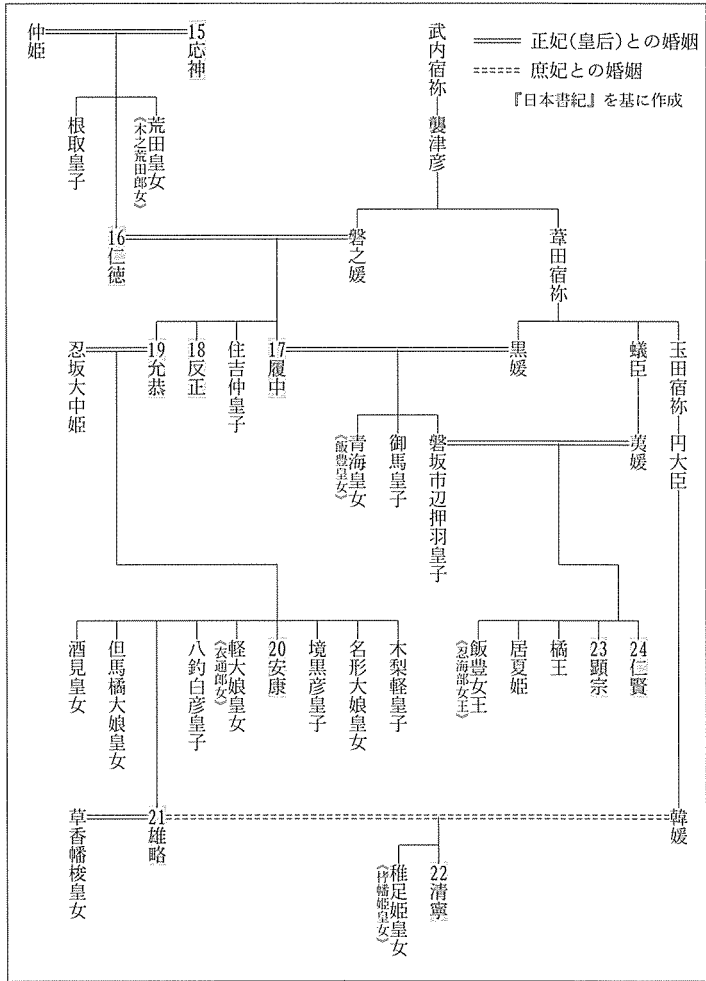 正妃(皇后)との婚姻
庶妃との婚姻
『日本書紀』を基に作成
武内宿祢
襲津彦
15応神
仲姫
荒田皇女
《木之荒田郎女》
根取皇子
葦田宿祢
磐之媛
16仁徳
玉田宿祢
円大臣
蟻臣
黒媛
17履中
住吉仲皇子
18反正
19允恭
忍坂大中姫
荑媛
磐坂市辺押羽皇子
御馬皇子
青海皇女
《飯豊皇女》
24仁賢
23顕宗
橘王
居夏姫
飯豊女王
《忍海部女王》
木梨軽皇子
名形大娘皇女
境黒彦皇子
20安康
軽大娘皇女
《衣通郎女》
八釣白彦皇子
但馬橘大娘皇女
酒見皇女
韓媛
21雄略
草香幡梭皇女
22清寧
稚足姫皇女
《栲幡姫皇女》